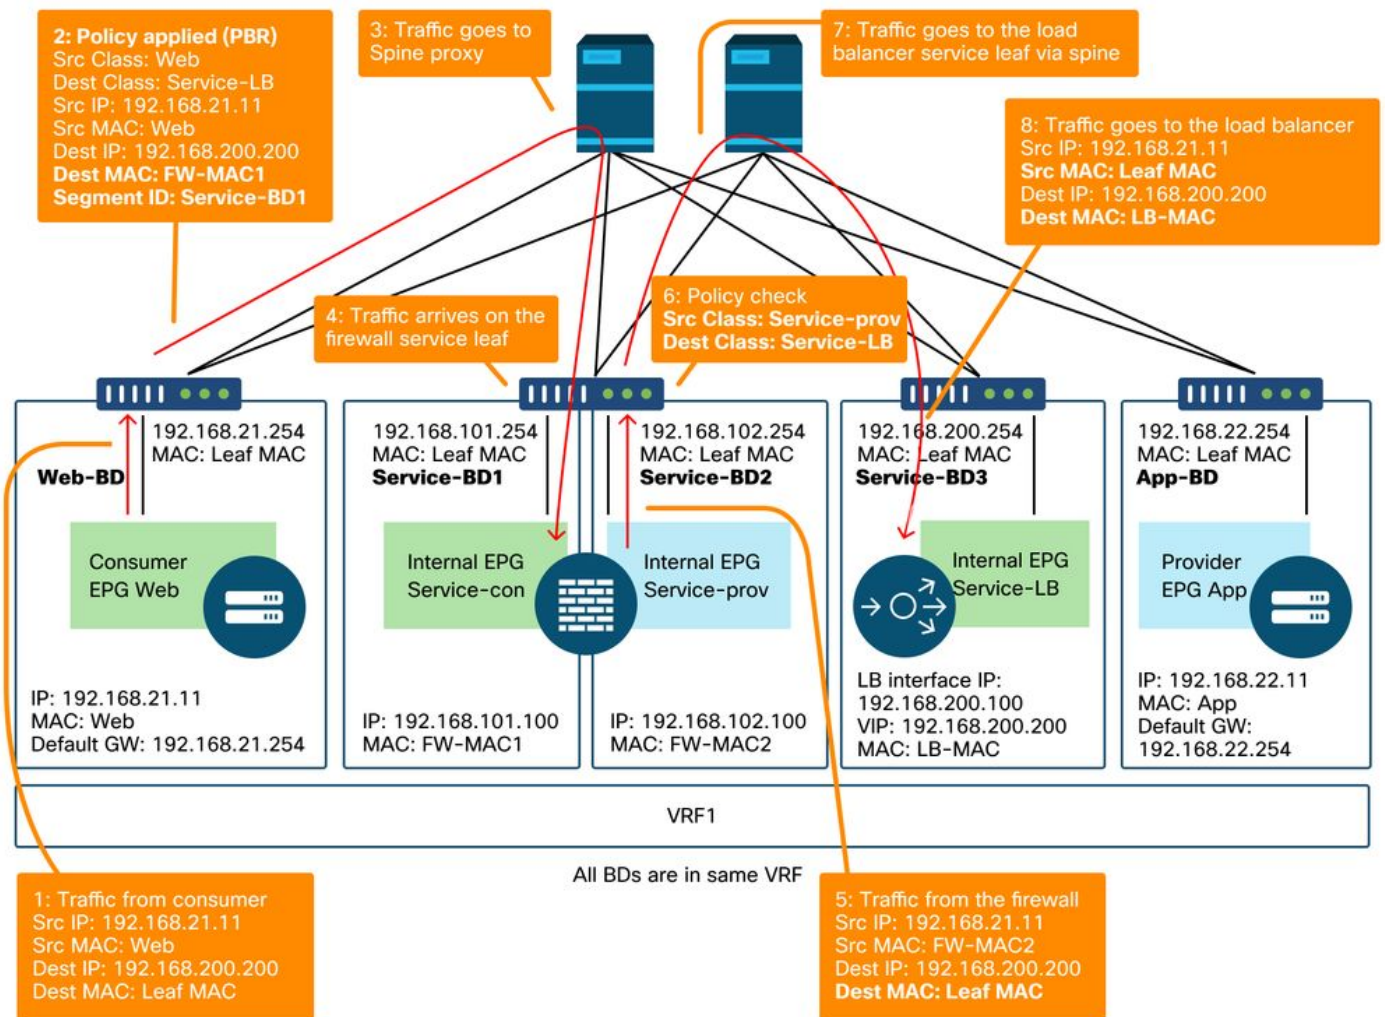 2: Policy applied (PBR)
Src Class: Web
Dest Class: Service-LB
Src IP: 192.168.21.11
Src MAC: Web
Dest IP: 192.168.200.200
Dest MAC: FW-MAC1
Segment ID: Service-BD1
3: Traffic goes to
Spine proxy
7: Traffic goes to the load
balancer service leaf via spine
8: Traffic goes to the load balancer
Src IP: 192.168.21.11
Src MAC: Leaf MAC
Dest IP: 192.168.200.200
Dest MAC: LB-MAC
4: Traffic arrives on the
firewall service leaf
6: Policy check
Src Class: Service-prov
Dest Class: Service-LB
192.168.21.254
MAC: Leaf MAC
Web-BD
Consumer
EPG Web
IP: 192.168.21.11
MAC: Web
Default GW: 192.168.21.254
192.168.101.254
MAC: Leaf MAC
Service-BD1
Internal EPG
Service-con
IP: 192.168.101.100
MAC: FW-MAC1
192.168.102.254
MAC: Leaf MAC
Service-BD2
Internal EPG
Service-prov
IP: 192.168.102.100
MAC: FW-MAC2
192.168.200.254
MAC: Leaf MAC
Service-BD3
Internal EPG
Service-LB
LB interface IP:
192.168.200.100
VIP: 192.168.200.200
MAC: LB-MAC
192.168.22.254
MAC: Leaf MAC
App-BD
Provider
EPG App
IP: 192.168.22.11
MAC: App
Default GW:
192.168.22.254
VRF1
All BDs are in same VRF
1: Traffic from consumer
Src IP: 192.168.21.11
Src MAC: Web
Dest IP: 192.168.200.200
Dest MAC: Leaf MAC
5: Traffic from the firewall
Src IP: 192.168.21.11
Src MAC: FW-MAC2
Dest IP: 192.168.200.200
Dest MAC: Leaf MAC